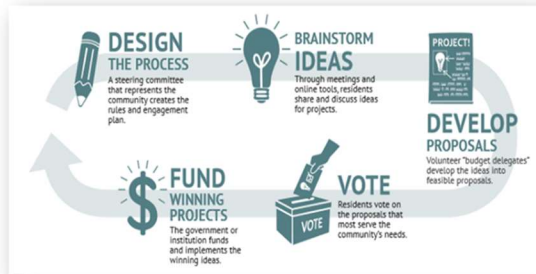 DESIGN
THE PROCESS
A steering committee
that represents the
community creates the
rules and engagement
plan.
BRAINSTORM
IDEAS
Through meetings and
online tools, residents
share and discuss ideas
for projects.
PROJECT!
DEVELOP
PROPOSALS
Volunteer "budget delegates"
develop the ideas into
feasible proposals.
VOTE
VOTE
Residents vote on
the proposals that
most serve the
community's needs.
$
FUND
WINNING
PROJECTS
The government or
institution funds
and implements the
winning ideas.